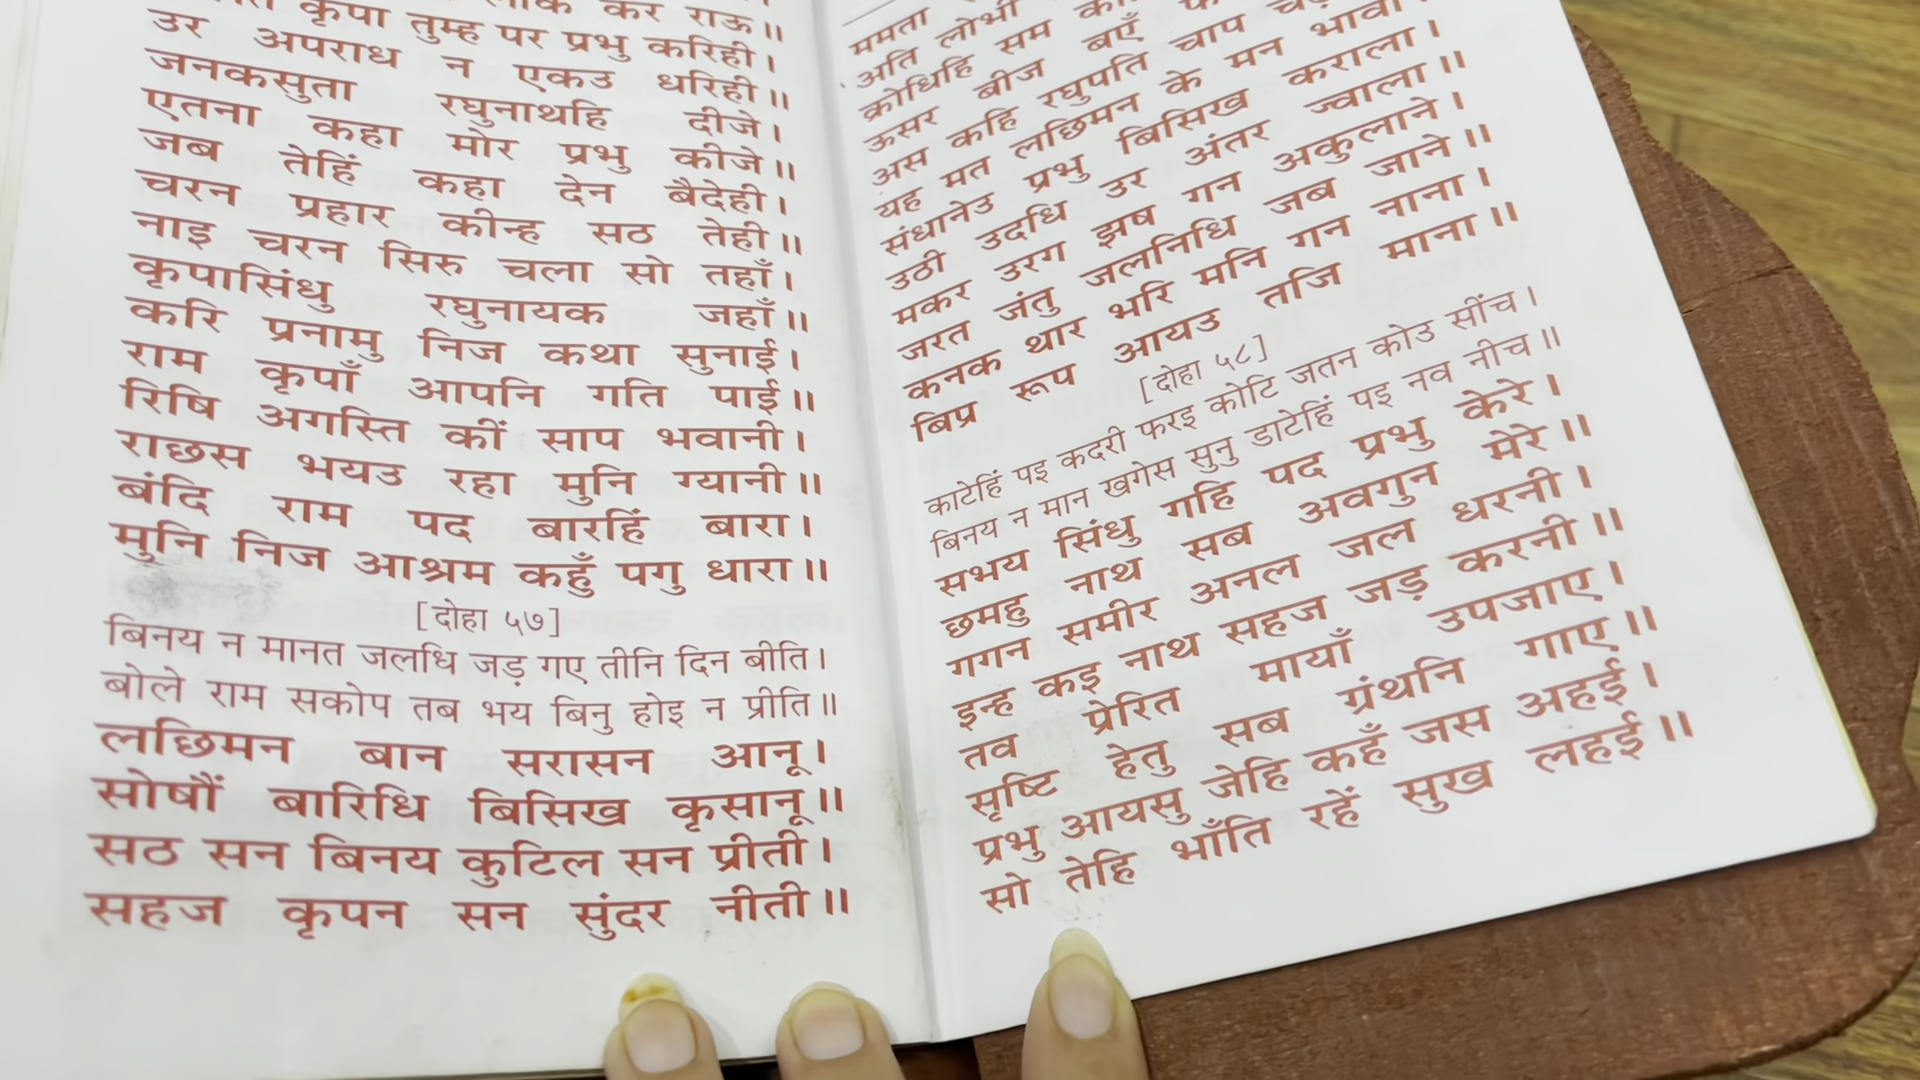 कृपा तुम्ह पर प्रभु करिही।
उर अपराध न एकउ धरिही॥
जनकसुता रघुनाथहि दीजे।
एतना कहा मोर प्रभु कीजे॥
जब तेहिं कहा देन बैदेही।
चरन प्रहार कीन्ह सठ तेही॥
नाइ चरन सिरु चला सो तहाँ।
कृपासिंधु रघुनायक जहाँ॥
करि प्रनामु निज कथा सुनाई।
राम कृपाँ आपनि गति पाई॥
रिषि अगस्ति कीं साप भवानी।
राछस भयउ रहा मुनि ग्यानी॥
बंदि राम पद बारहिं बारा।
मुनि निज आश्रम कहुँ पगु धारा॥
[दोहा ५७]
बिनय न मानत जलधि जड़ गए तीनि दिन बीति।
बोले राम सकोप तब भय बिनु होइ न प्रीति॥
लछिमन बान सरासन आनू।
सोषौं बारिधि बिसिख कृसानू॥
सठ सन बिनय कुटिल सन प्रीती।
सहज कृपन सन सुंदर नीती॥
ममता
अति लोभी
क्रोधिहि सम
ऊसर बीज बएँ
अस कहि रघुपति चाप
यह मत लछिमन के मन भावा।
संधानेउ प्रभु बिसिख कराला।
उठी उदधि उर अंतर ज्वाला॥
मकर उरग झष गन अकुलाने।
जरत जंतु जलनिधि जब जाने॥
कनक थार भरि मनि गन नाना।
बिप्र रूप आयउ तजि माना॥
[दोहा ५८]
काटेहिं पइ कदरी फरइ कोटि जतन कोउ सींच।
बिनय न मान खगेस सुनु डाटेहिं पइ नव नीच॥
सभय सिंधु गहि पद प्रभु केरे।
छमहु नाथ सब अवगुन मेरे॥
गगन समीर अनल जल धरनी।
इन्ह कइ नाथ सहज जड़ करनी॥
तव प्रेरित मायाँ उपजाए।
सृष्टि हेतु सब ग्रंथनि गाए॥
प्रभु आयसु जेहि कहँ जस अहई।
सो तेहि भाँति रहें सुख लहई॥